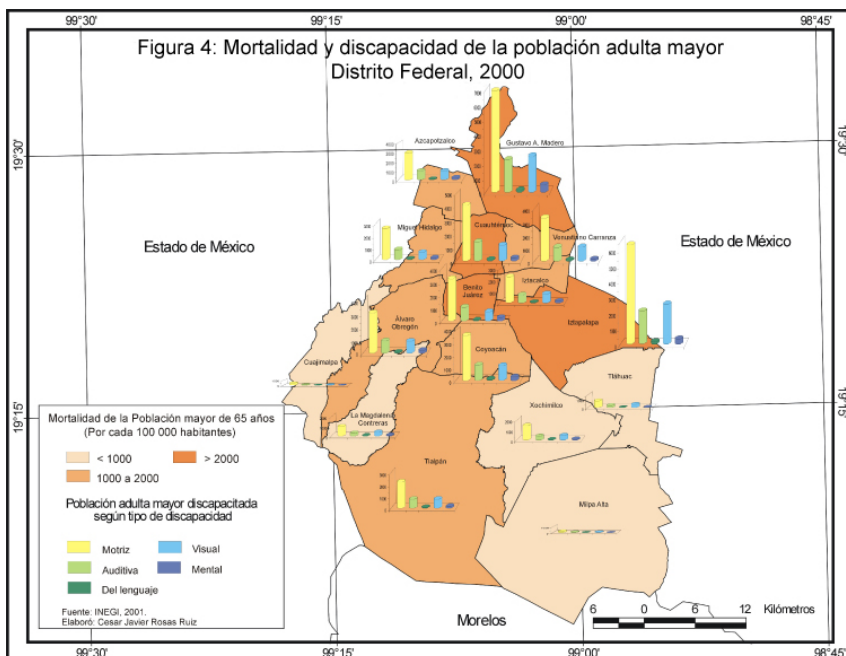 99°30'
99°15'
99°00'
98°45'
Figura 4: Mortalidad y discapacidad de la población adulta mayor
Distrito Federal, 2000
19°30'
19°30'
Azcapotzalco
Gustavo A. Madero
Miguel Hidalgo
Cuauhtémoc
Venustiano Carranza
Estado de México
Estado de México
Iztacalco
Benito
Juárez
Álvaro
Obregón
Iztapalapa
Coyoacán
Cuajimalpa
Tláhuac
19°15'
19°15'
La Magdalena
Contreras
Xochimilco
Tlalpán
Milpa Alta
Mortalidad de la Población mayor de 65 años
(Por cada 100 000 habitantes)
< 1000
> 2000
1000 a 2000
Población adulta mayor discapacitada
según tipo de discapacidad
Motriz
Visual
Auditiva
Mental
Del lenguaje
Fuente: INEGI, 2001.
Elaboró: Cesar Javier Rosas Ruiz
Morelos
6 0 6 12 Kilómetros
99°30'
99°15'
99°00'
98°45'